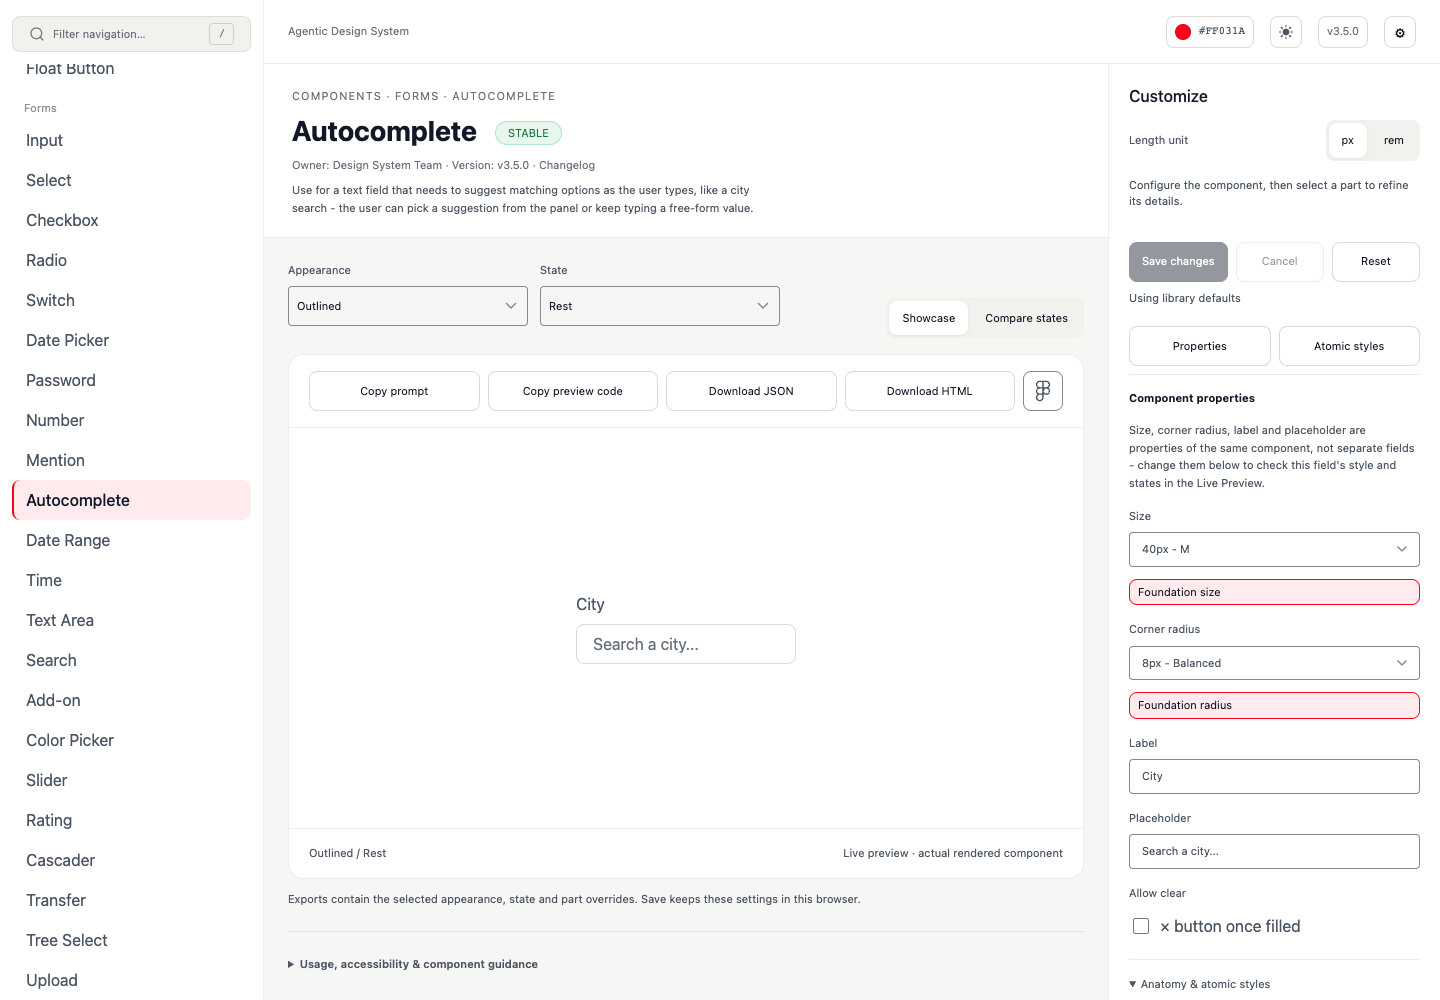 Filter navigation...
/
Float Button
Forms
Input
Select
Checkbox
Radio
Switch
Date Picker
Password
Number
Mention
Autocomplete
Date Range
Time
Text Area
Search
Add-on
Color Picker
Slider
Rating
Cascader
Transfer
Tree Select
Upload
Agentic Design System
#FF031A
v3.5.0
COMPONENTS · FORMS · AUTOCOMPLETE
Autocomplete
STABLE
Owner: Design System Team · Version: v3.5.0 · Changelog
Use for a text field that needs to suggest matching options as the user types, like a city
search - the user can pick a suggestion from the panel or keep typing a free-form value.
Appearance
State
Outlined
Rest
Showcase
Compare states
Copy prompt
Copy preview code
Download JSON
Download HTML
City
Search a city...
Outlined / Rest
Live preview · actual rendered component
Exports contain the selected appearance, state and part overrides. Save keeps these settings in this browser.
Usage, accessibility & component guidance
Customize
Length unit
px
rem
Configure the component, then select a part to refine
its details.
Save changes
Cancel
Reset
Using library defaults
Properties
Atomic styles
Component properties
Size, corner radius, label and placeholder are
properties of the same component, not separate fields
- change them below to check this field's style and
states in the Live Preview.
Size
40px - M
Foundation size
Corner radius
8px - Balanced
Foundation radius
Label
City
Placeholder
Search a city...
Allow clear
× button once filled
Anatomy & atomic styles